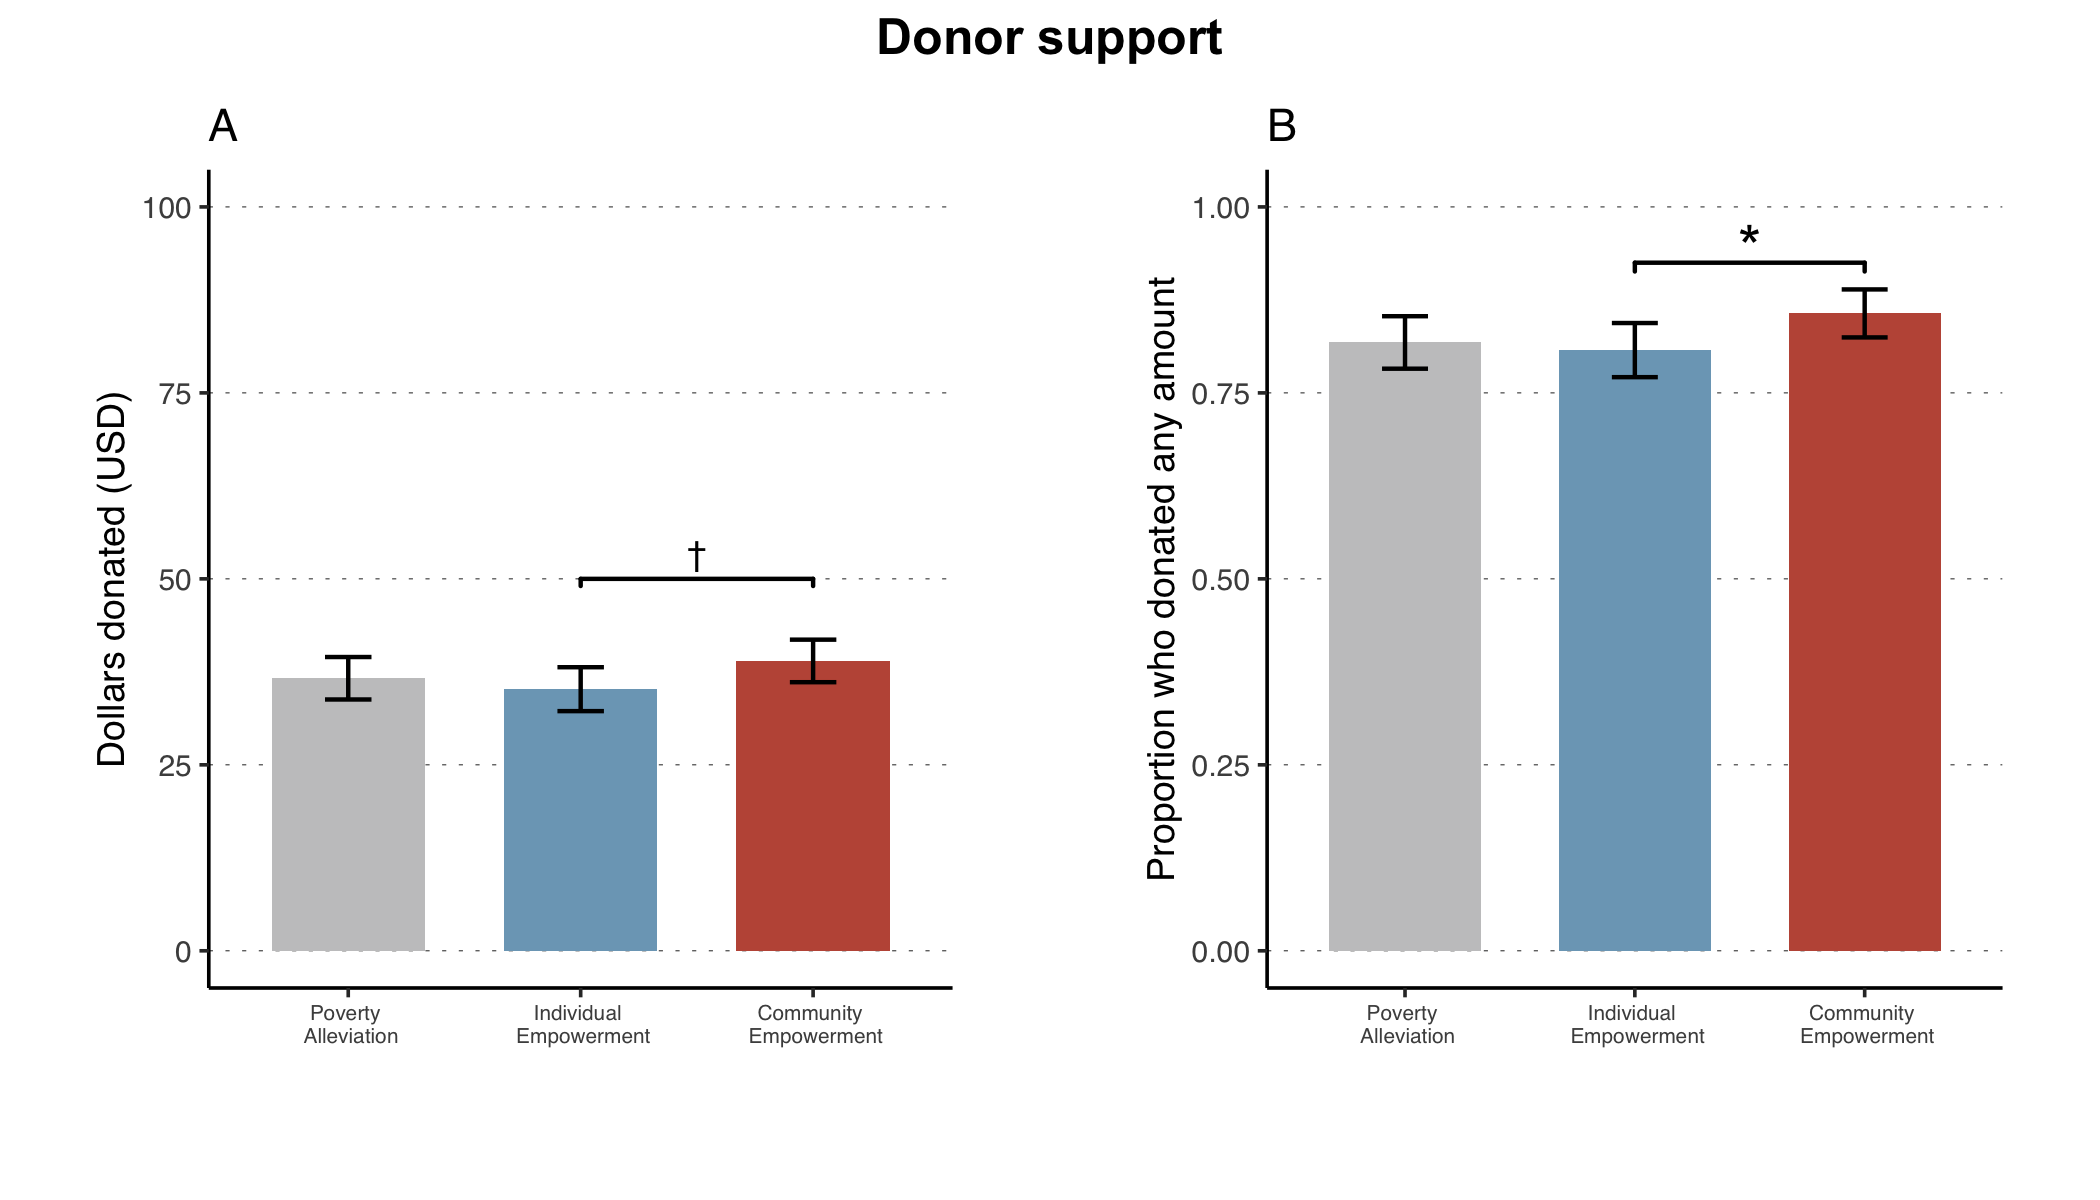 Donor support
A
Dollars donated (USD)
100
75
50
25
0
†
Poverty
Alleviation
Individual
Empowerment
Community
Empowerment
B
Proportion who donated any amount
1.00
0.75
0.50
0.25
0.00
*
Poverty
Alleviation
Individual
Empowerment
Community
Empowerment